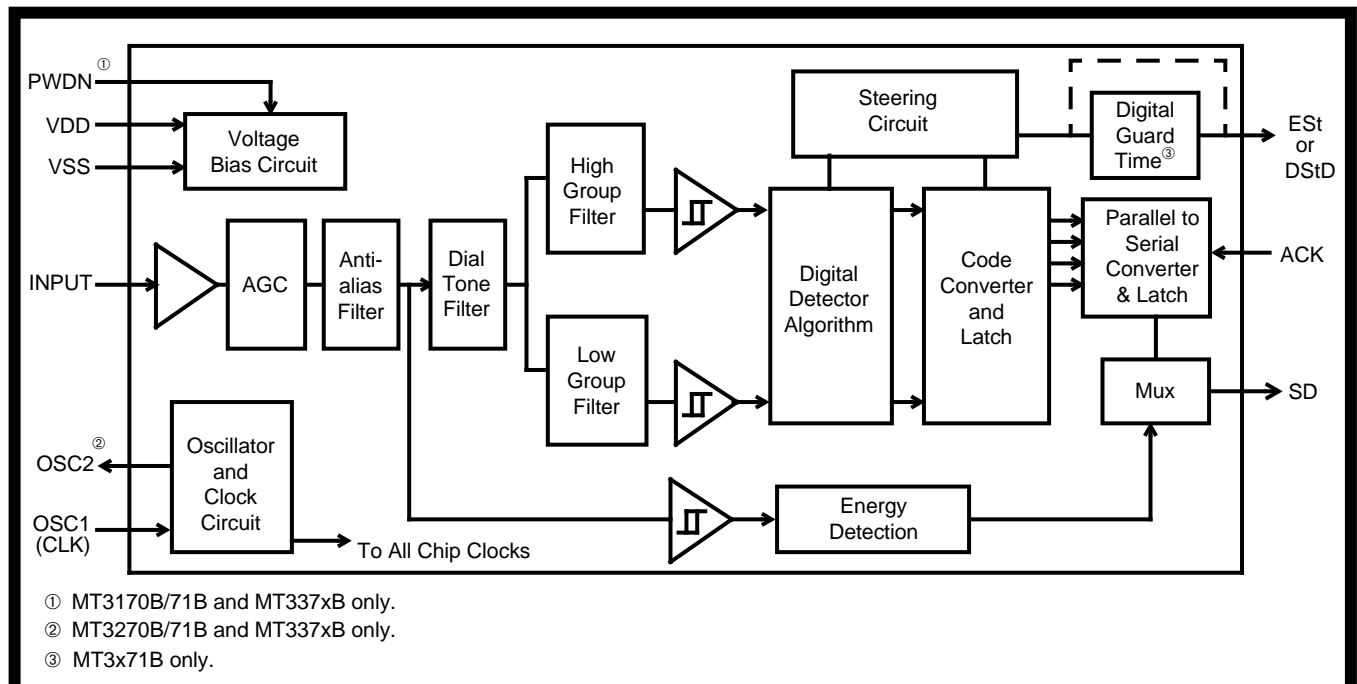 PWDN ①
VDD
VSS
Voltage
Bias Circuit
INPUT
AGC
Anti-
alias
Filter
Dial
Tone
Filter
High
Group
Filter
Low
Group
Filter
Steering
Circuit
Digital
Detector
Algorithm
Code
Converter
and
Latch
Digital
Guard
Time③
ESt
or
DStD
Parallel to
Serial
Converter
& Latch
ACK
Mux
SD
OSC2 ②
OSC1
(CLK)
Oscillator
and
Clock
Circuit
To All Chip Clocks
Energy
Detection
① MT3170B/71B and MT337xB only.
② MT3270B/71B and MT337xB only.
③ MT3x71B only.